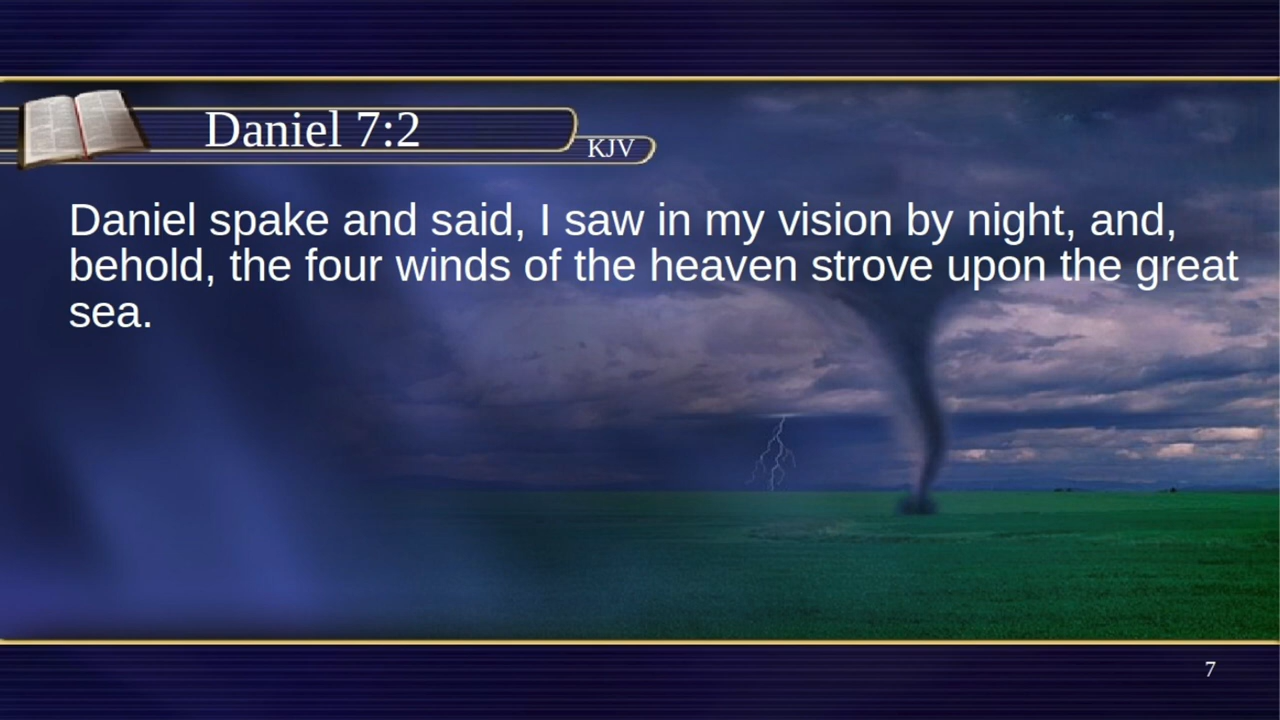 Daniel 7:2
KJV
Daniel spake and said, I saw in my vision by night, and,
behold, the four winds of the heaven strove upon the great
sea.
7